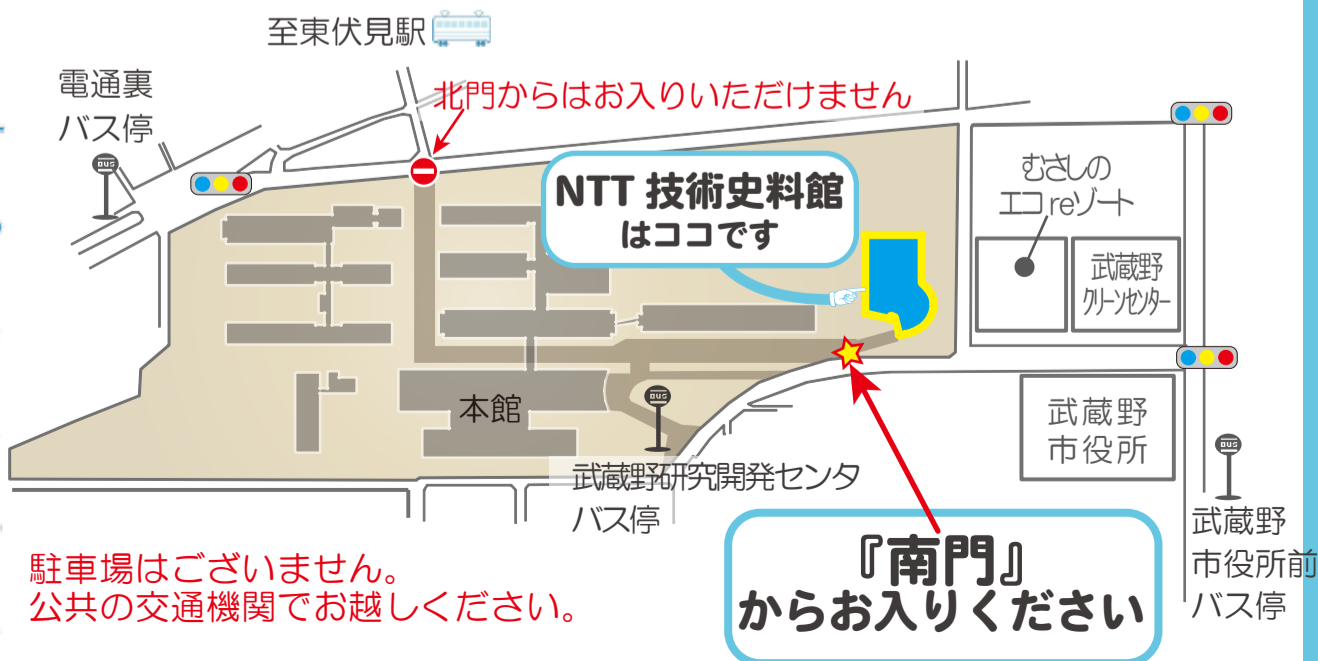 至東伏見駅
電通裏
バス停
BUS
北門からはお入りいただけません
NTT 技術史料館
はココです
むさしの
エコreゾート
武蔵野
クリーンセンター
本館
BUS
武蔵野研究開発センタ
バス停
武蔵野
市役所
BUS
武蔵野
市役所前
バス停
『南門』
からお入りください
駐車場はございません。
公共の交通機関でお越しください。